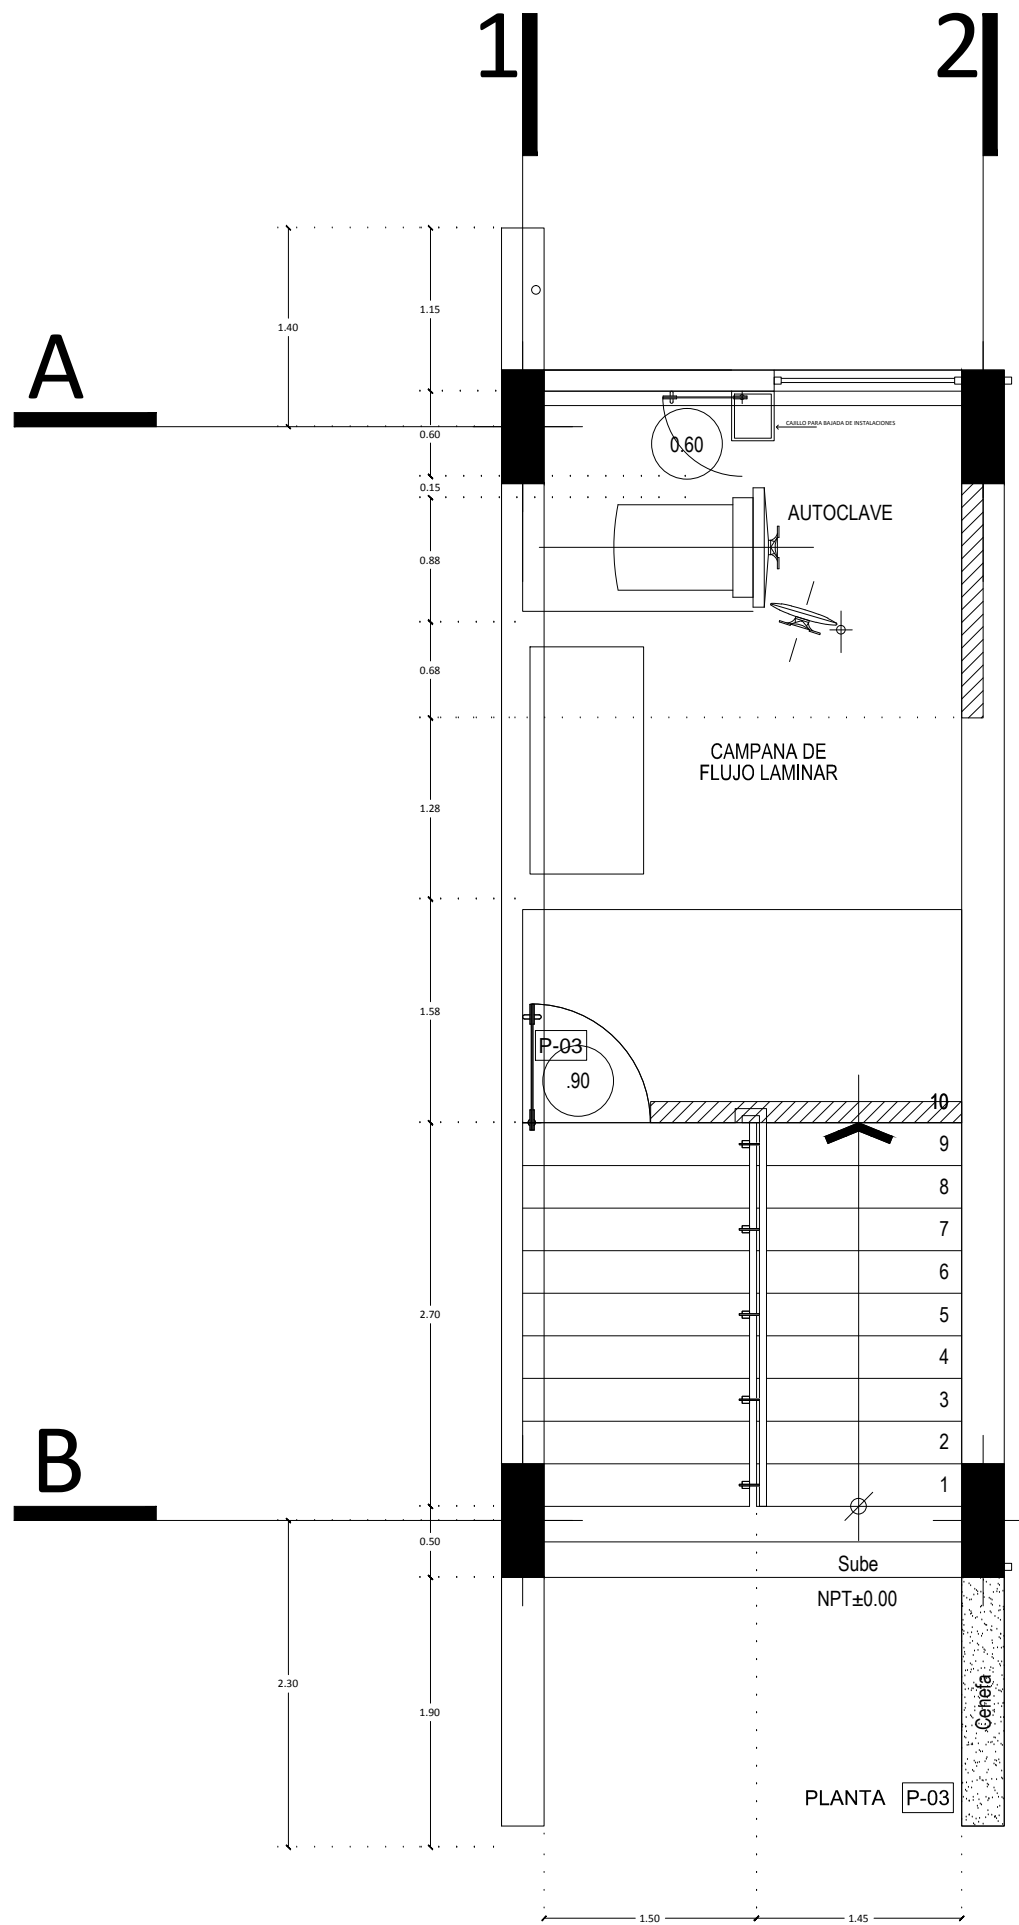 1
2
1.15
1.40
A
CAJILLO PARA BAJADA DE INSTALACIONES
0.60
0.60
0.15
AUTOCLAVE
0.88
0.68
CAMPANA DE
FLUJO LAMINAR
1.28
1.58
P-03
.90
10
9
8
7
6
2.70
5
4
3
2
B
1
0.50
Sube
NPT±0.00
2.30
1.90
Cenefa
PLANTA P-03
1.50
1.45